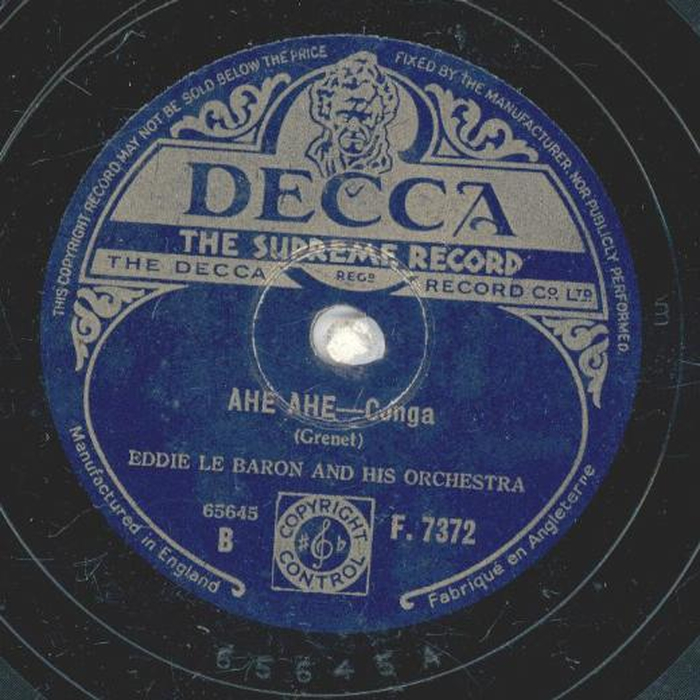 THIS COPYRIGHT RECORD MAY NOT BE SOLD BELOW THE PRICE FIXED BY THE MANUFACTURER, NOR PUBLICLY PERFORMED.
DECCA
THE SUPREME RECORD
THE DECCA REGD RECORD CO. LTD
AHE AHE—Conga
(Grenet)
EDDIE LE BARON AND HIS ORCHESTRA
65645
B
COPYRIGHT
CONTROL
F. 7372
Manufactured in England
Fabriqué en Angleterre
65645 A